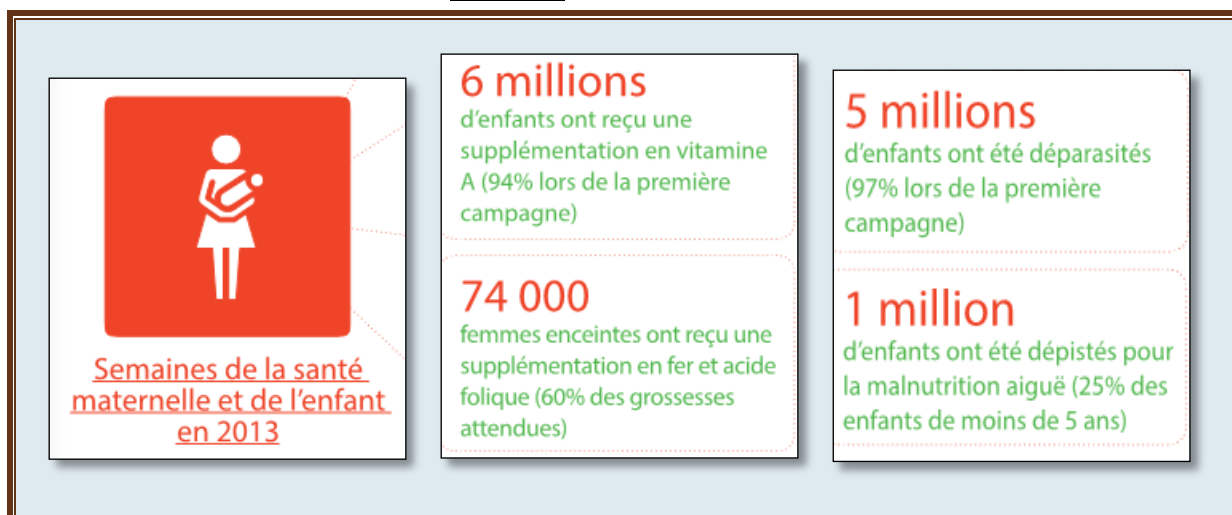 Semaines de la santé
maternelle et de l'enfant
en 2013
6 millions
d'enfants ont reçu une
supplémentation en vitamine
A (94% lors de la première
campagne)
74 000
femmes enceintes ont reçu une
supplémentation en fer et acide
folique (60% des grossesses
attendues)
5 millions
d'enfants ont été déparasités
(97% lors de la première
campagne)
1 million
d'enfants ont été dépistés pour
la malnutrition aiguë (25% des
enfants de moins de 5 ans)